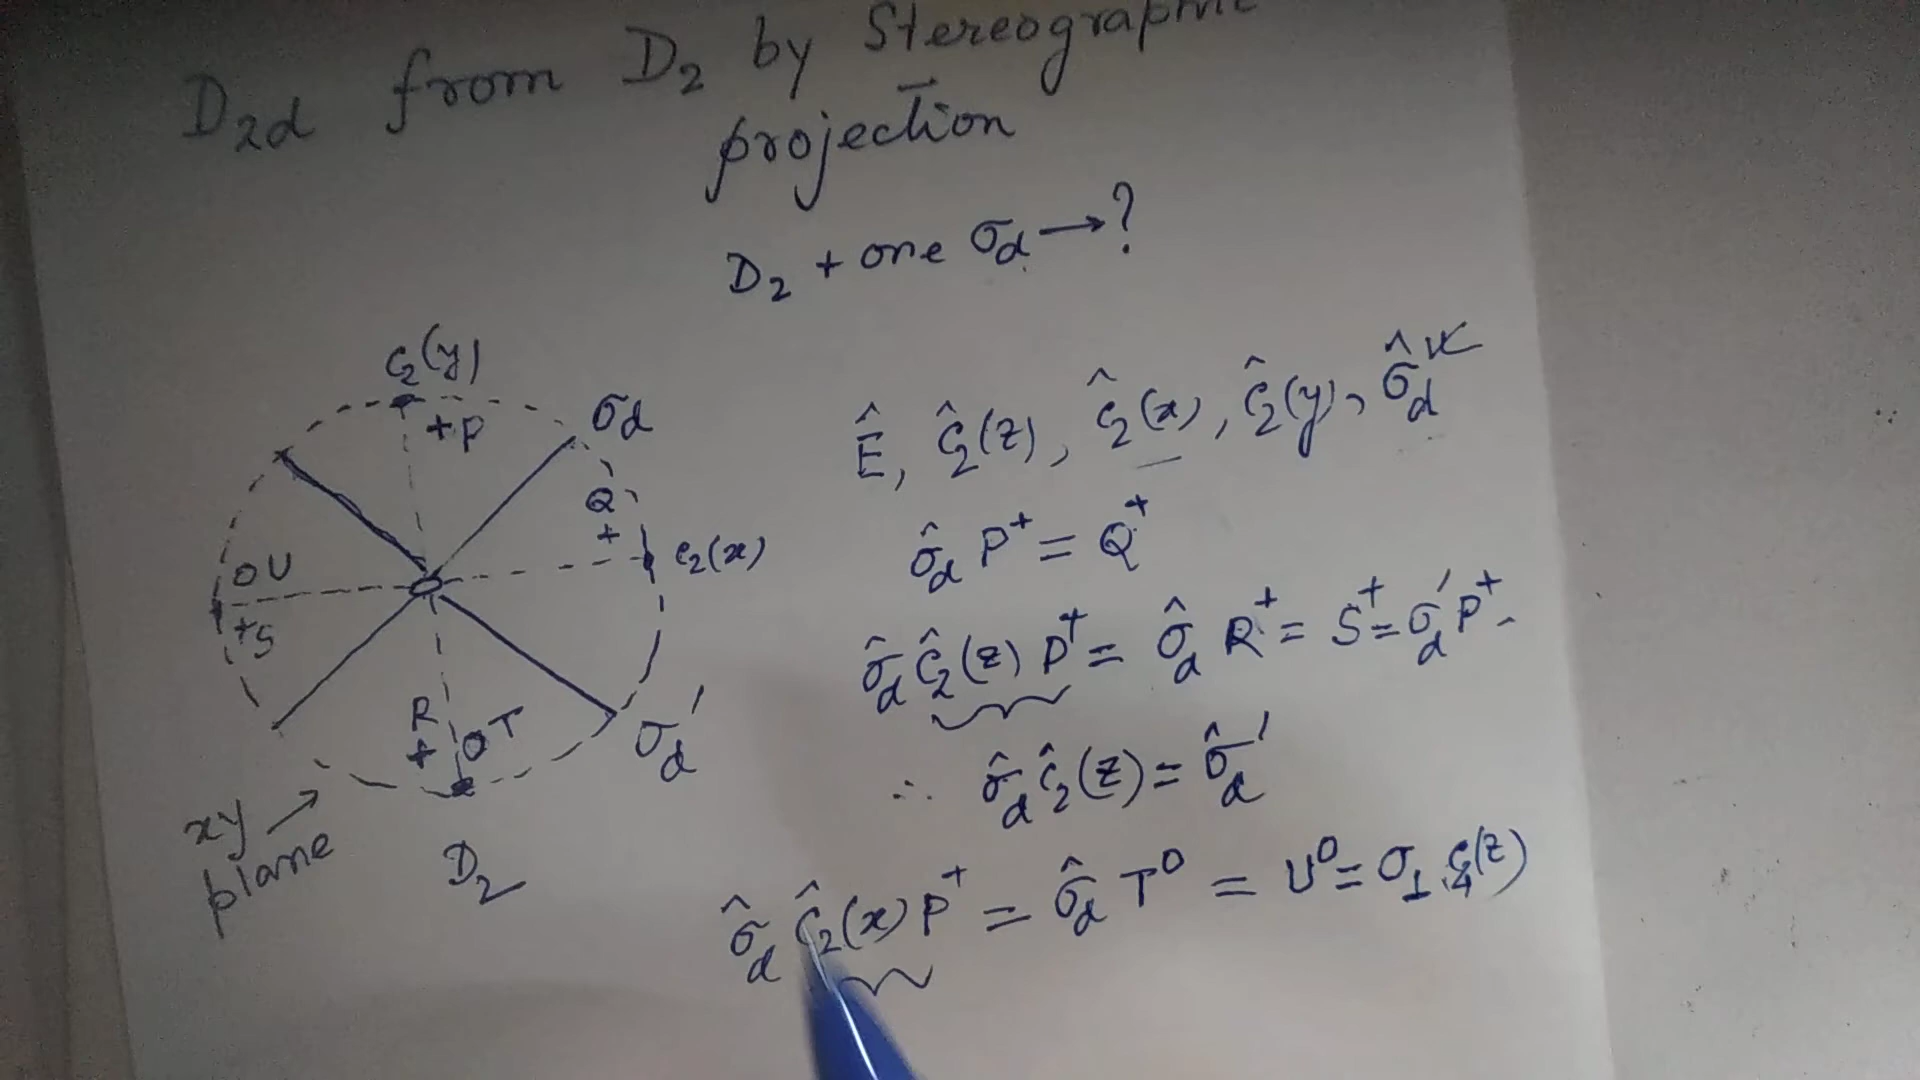 D2d from D2 by Stereographic
projection
D2 + one σd → ?
C2(y)
+P
σd
Q
+
C2(x)
OU
+S
R
+
OT
σd'
xy
plane
D2
Ê, Ĉ2(z), Ĉ2(x), Ĉ2(y), σ̂d
σ̂d P⁺ = Q⁺
σ̂d Ĉ2(z) P⁺ = σ̂d R⁺ = S⁺ = σd' P⁺
∴ σ̂d Ĉ2(z) = σ̂d'
σ̂d Ĉ2(x) P⁺ = σ̂d T⁰ = U⁰ = σ⊥ C4(z)